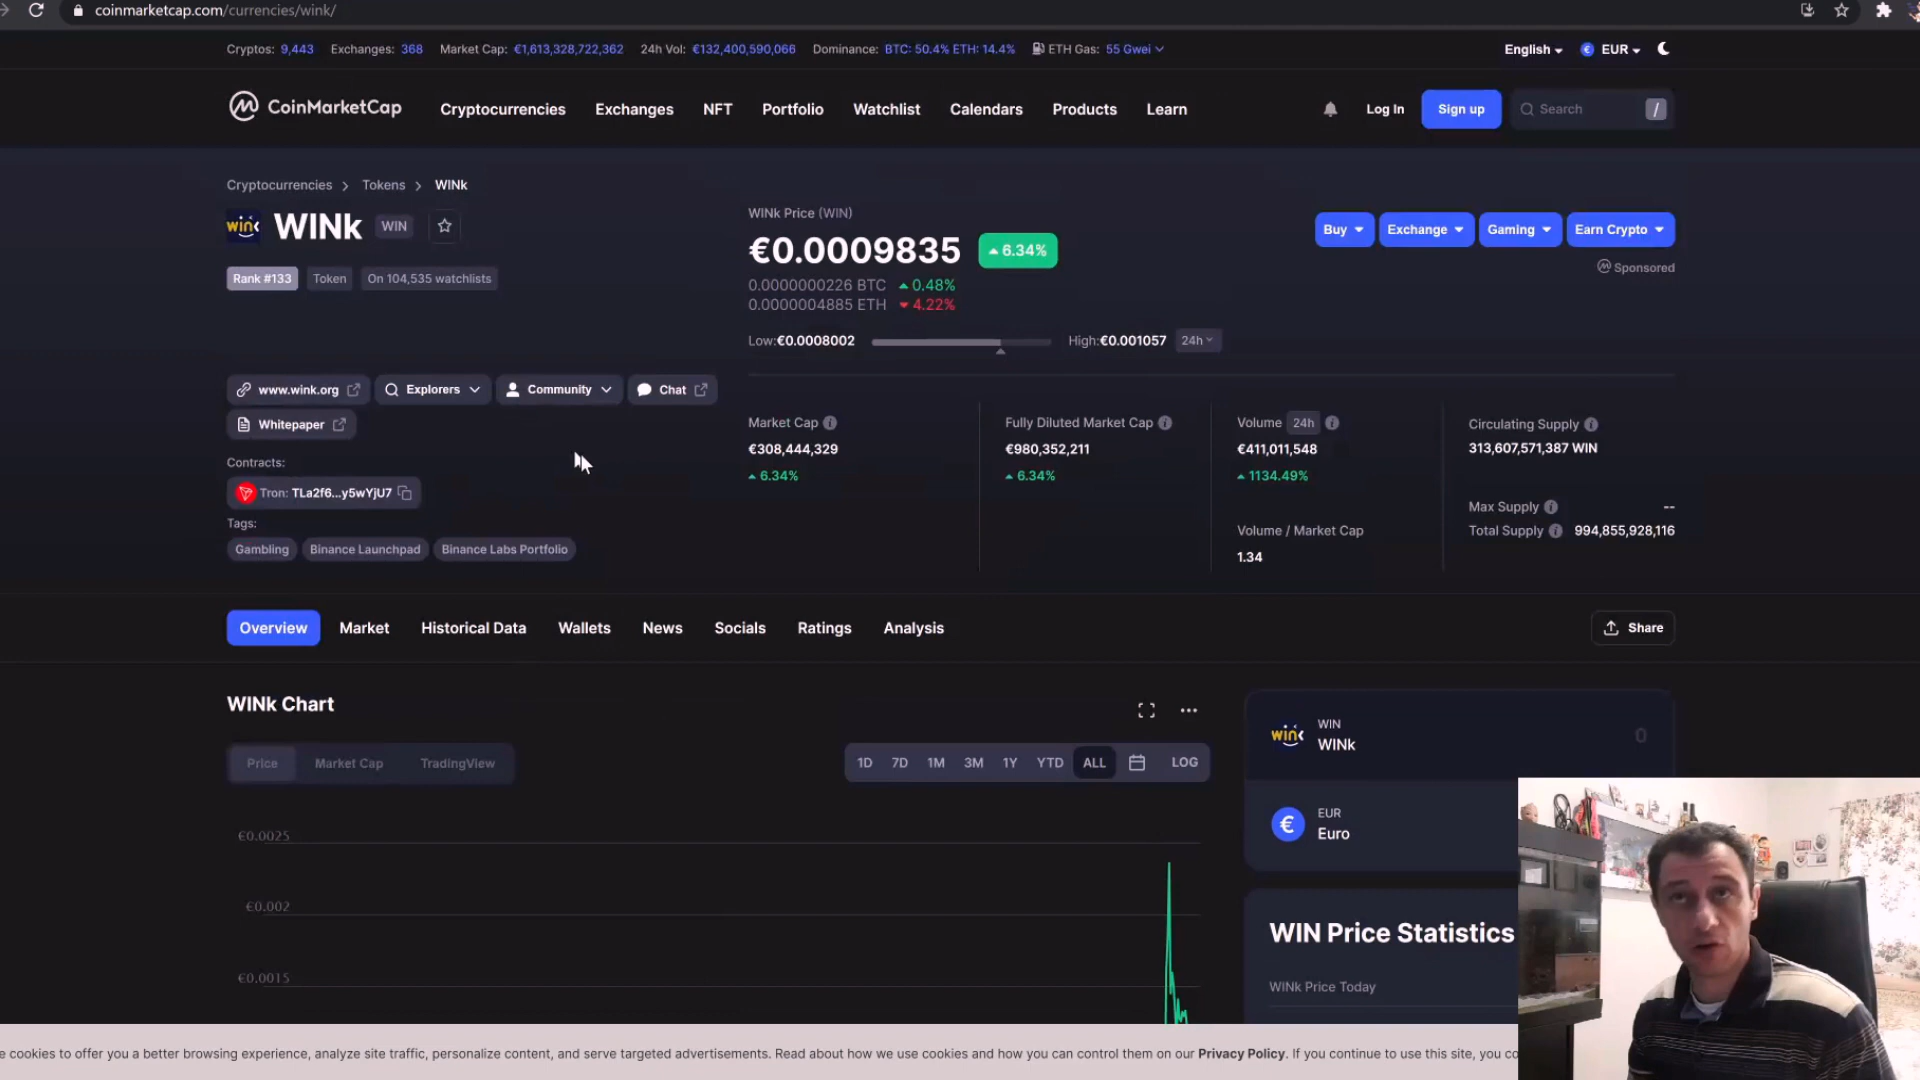 coinmarketcap.com/currencies/wink/
Cryptos: 9,443 Exchanges: 368 Market Cap: €1,613,328,722,362 24h Vol: €132,400,590,066 Dominance: BTC: 50.4% ETH: 14.4% ETH Gas: 55 Gwei English EUR
CoinMarketCap Cryptocurrencies Exchanges NFT Portfolio Watchlist Calendars Products Learn Log In Sign up Search /
Cryptocurrencies > Tokens > WINk
WINk WIN
Rank #133 Token On 104,535 watchlists
WINk Price (WIN)
€0.0009835 6.34%
0.0000000226 BTC 0.48%
0.0000004885 ETH 4.22%
Low:€0.0008002 High:€0.001057 24h
Buy Exchange Gaming Earn Crypto
Sponsored
www.wink.org Explorers Community Chat
Whitepaper
Contracts:
Tron: TLa2f6...y5wYjU7
Tags:
Gambling Binance Launchpad Binance Labs Portfolio
Market Cap
€308,444,329
6.34%
Fully Diluted Market Cap
€980,352,211
6.34%
Volume 24h
€411,011,548
1134.49%
Volume / Market Cap
1.34
Circulating Supply
313,607,571,387 WIN
Max Supply --
Total Supply 994,855,928,116
Overview Market Historical Data Wallets News Socials Ratings Analysis Share
WINk Chart
Price Market Cap TradingView 1D 7D 1M 3M 1Y YTD ALL LOG
€0.0025
€0.002
€0.0015
wink WIN
WINk 0
€ EUR
Euro
WIN Price Statistics
WINk Price Today
e cookies to offer you a better browsing experience, analyze site traffic, personalize content, and serve targeted advertisements. Read about how we use cookies and how you can control them on our Privacy Policy. If you continue to use this site, you co